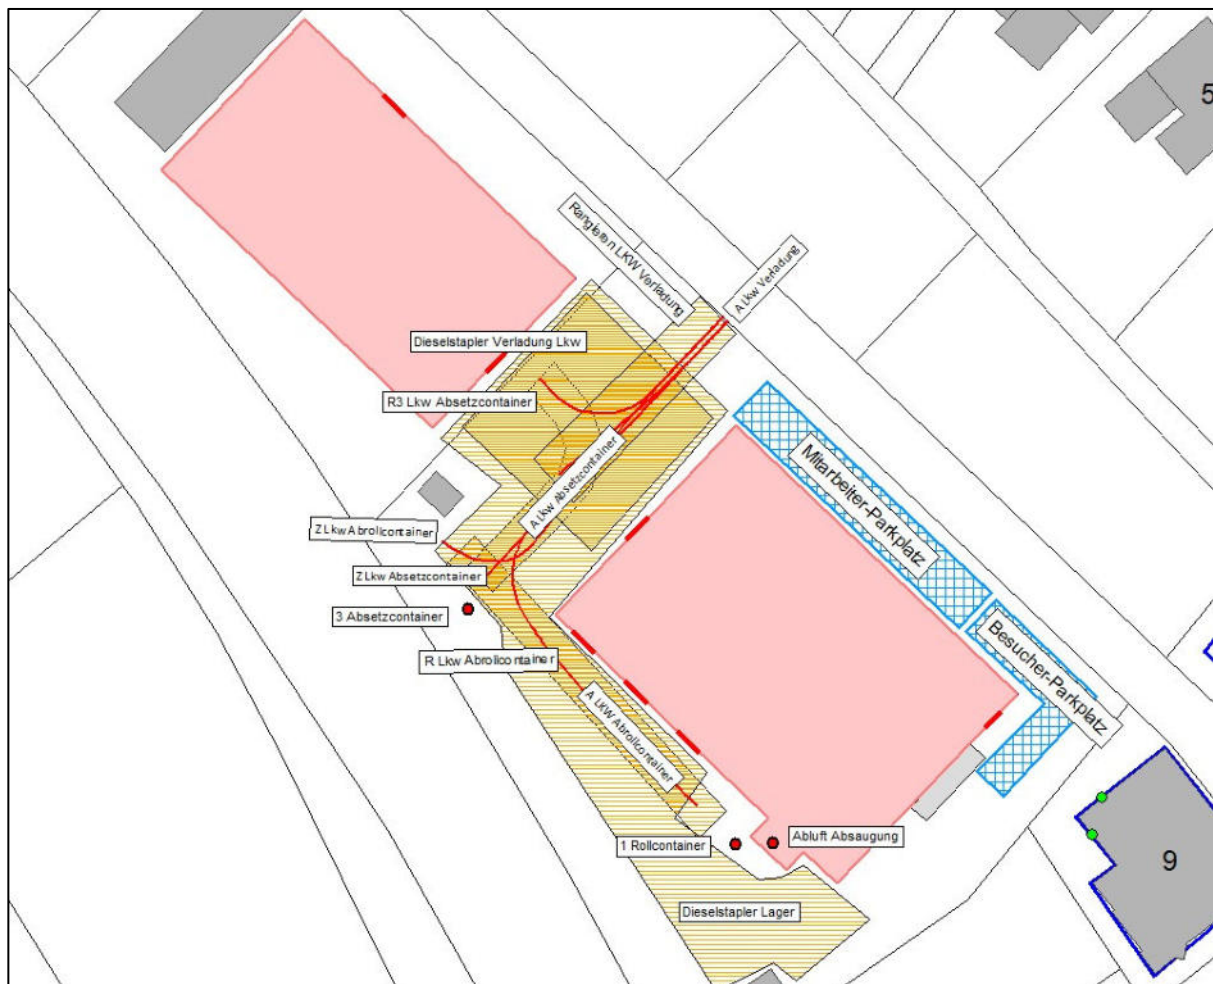 5
Rangieren LKW Verladung
A Lkw Verladung
Dieselstapler Verladung Lkw
R3 Lkw Absetzcontainer
A Lkw Absetzcontainer
Mitarbeiter-Parkplatz
Z Lkw Abrollcontainer
Z Lkw Absetzcontainer
3 Absetzcontainer
Besucher-Parkplatz
R Lkw Abrollcontainer
A LKW Abrollcontainer
1 Rollcontainer
Abluft Absaugung
9
Dieselstapler Lager